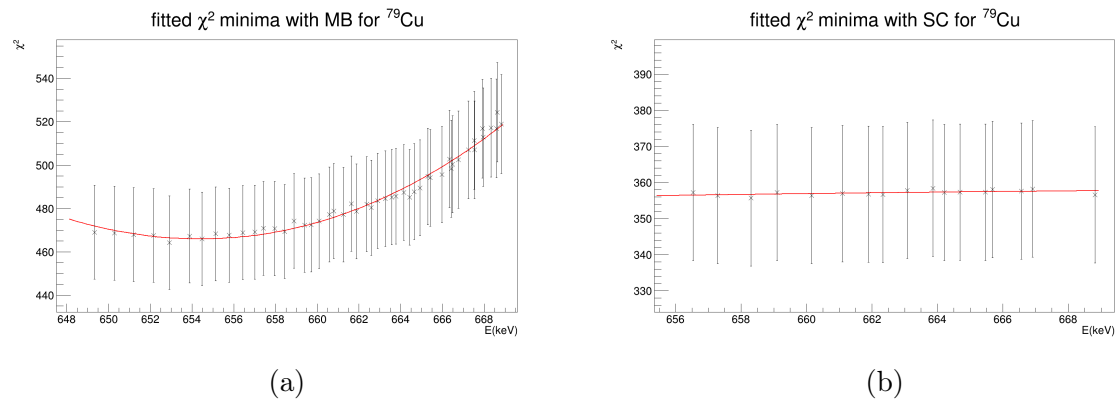 fitted χ² minima with MB for ⁷⁹Cu
χ²
540
520
500
480
460
440
648 650 652 654 656 658 660 662 664 666 668
E(keV)
(a)
fitted χ² minima with SC for ⁷⁹Cu
χ²
390
380
370
360
350
340
330
656 658 660 662 664 666 668
E(keV)
(b)